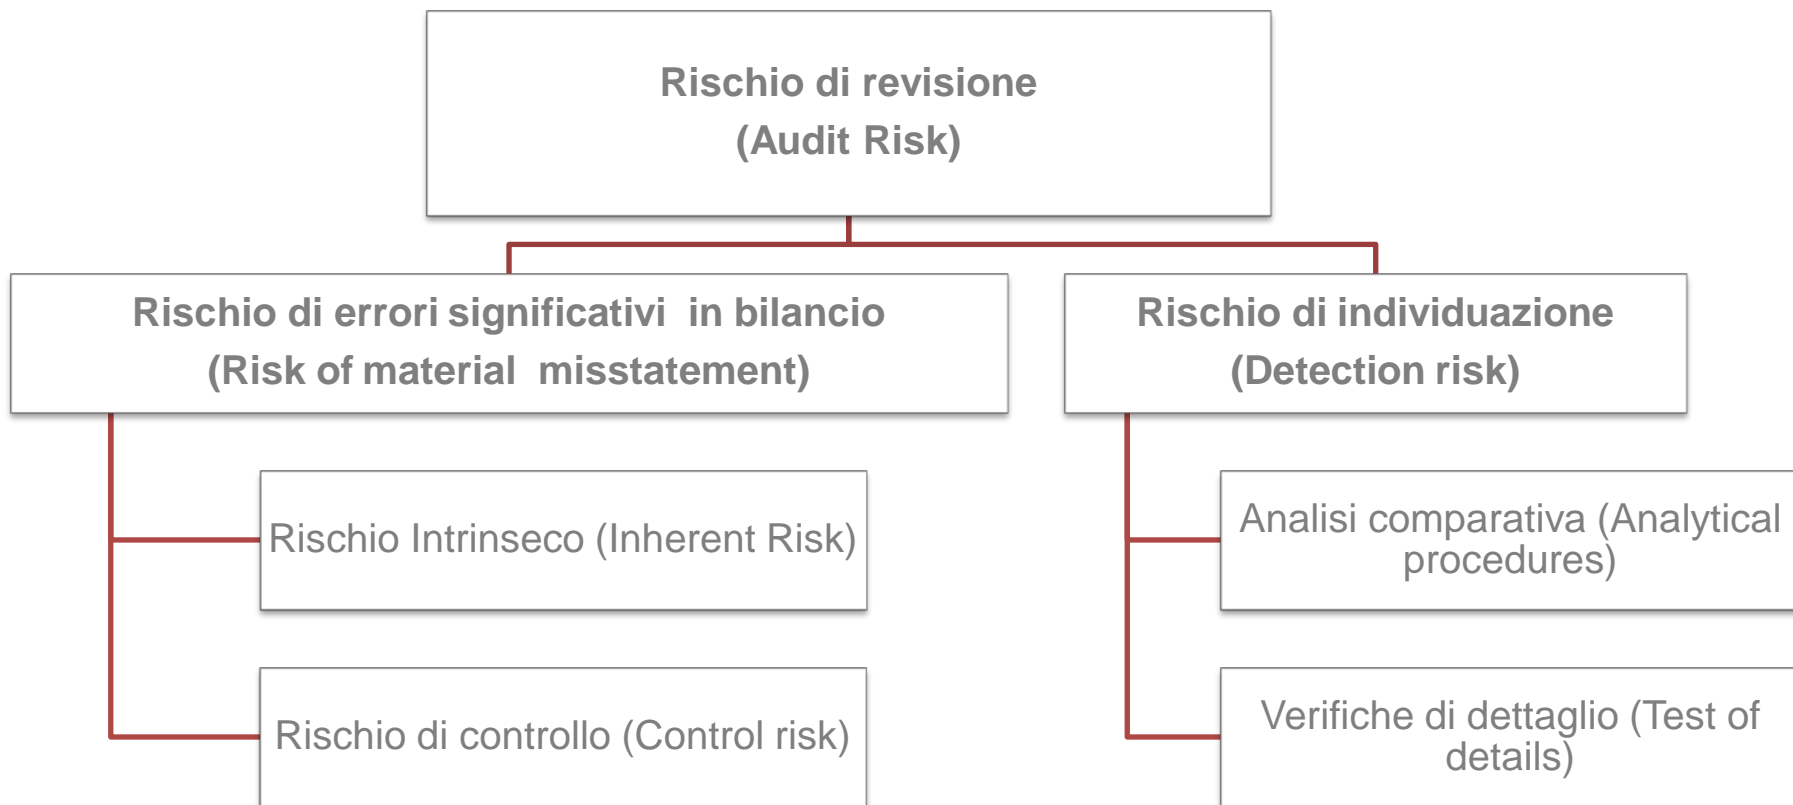 Rischio di revisione
(Audit Risk)
Rischio di errori significativi in bilancio
(Risk of material misstatement)
Rischio di individuazione
(Detection risk)
Rischio Intrinseco (Inherent Risk)
Rischio di controllo (Control risk)
Analisi comparativa (Analytical
procedures)
Verifiche di dettaglio (Test of
details)